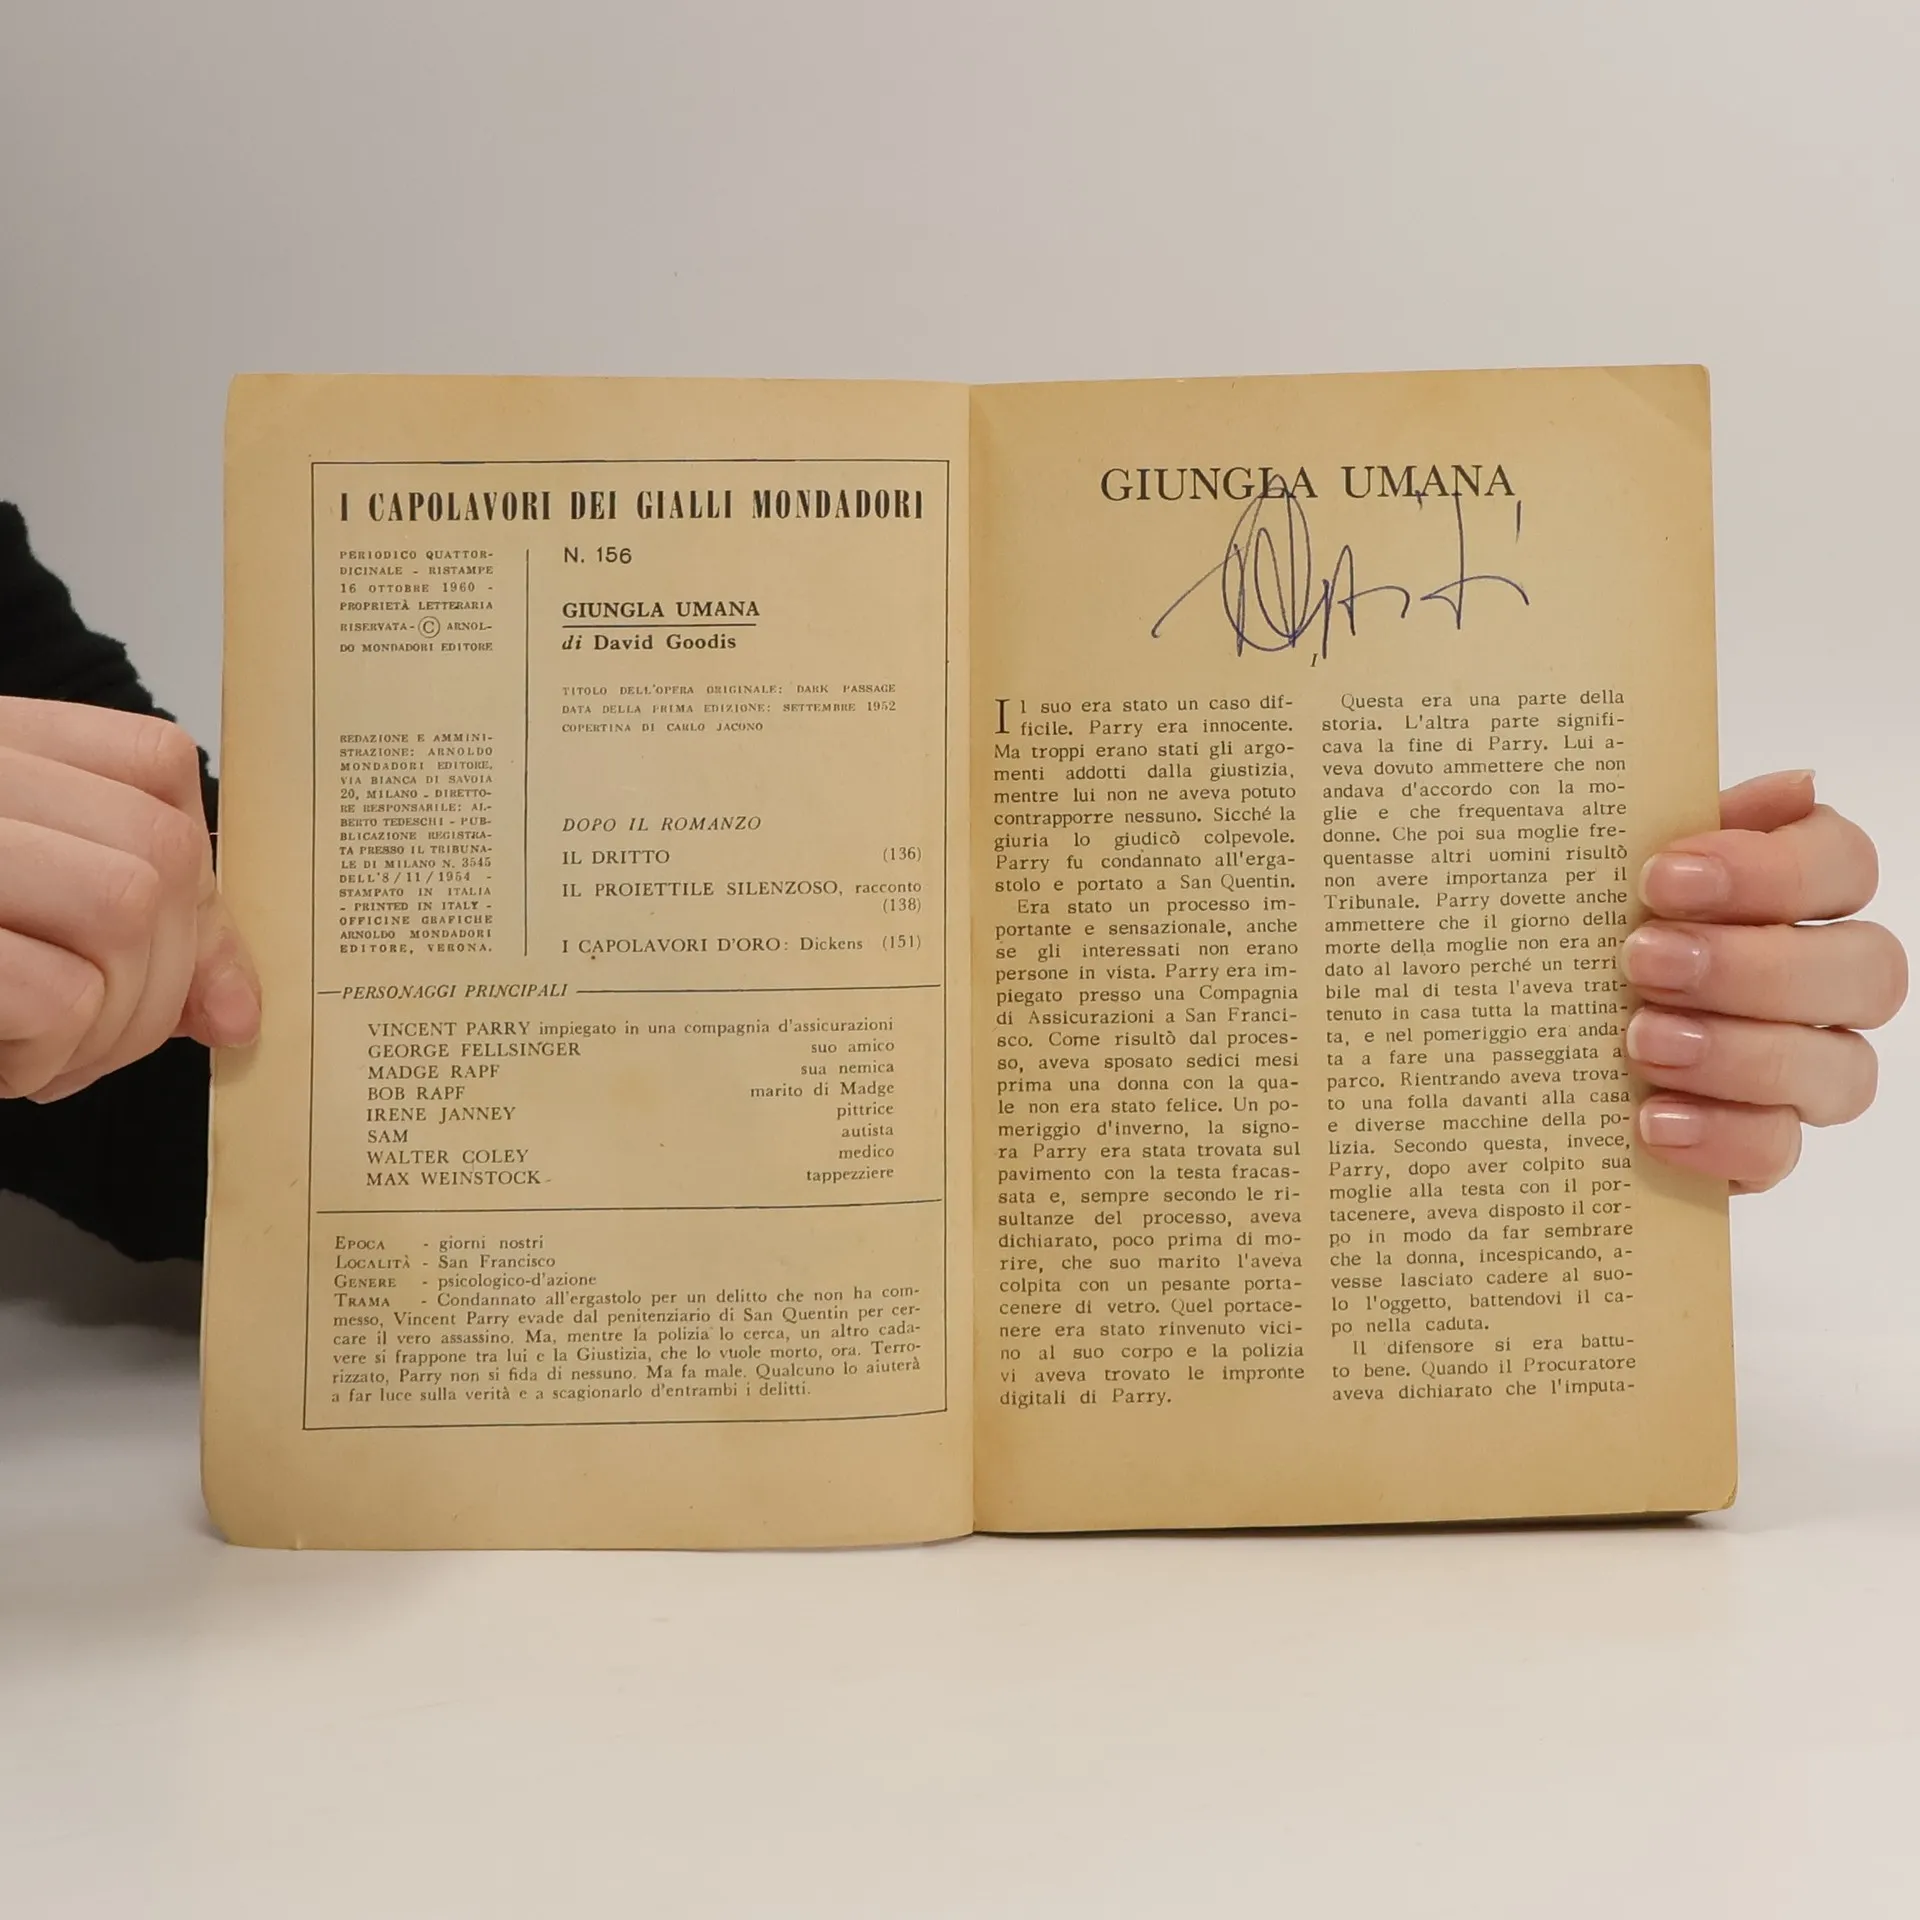 I CAPOLAVORI DEI GIALLI MONDADORI
PERIODICO QUATTOR-
DICINALE - RISTAMPE
16 OTTOBRE 1960 -
PROPRIETÀ LETTERARIA
RISERVATA - © ARNOL-
DO MONDADORI EDITORE
REDAZIONE E AMMINI-
STRAZIONE: ARNOLDO
MONDADORI EDITORE,
VIA BIANCA DI SAVOIA
20, MILANO - DIRETTO-
RE RESPONSABILE: AL-
BERTO TEDESCHI - PUB-
BLICAZIONE REGISTRA-
TA PRESSO IL TRIBUNA-
LE DI MILANO N. 3545
DELL'8/11/1954 -
STAMPATO IN ITALIA
- PRINTED IN ITALY -
OFFICINE GRAFICHE
ARNOLDO MONDADORI
EDITORE, VERONA.
N. 156
GIUNGLA UMANA
di David Goodis
TITOLO DELL'OPERA ORIGINALE: DARK PASSAGE
DATA DELLA PRIMA EDIZIONE: SETTEMBRE 1952
COPERTINA DI CARLO JACONO
DOPO IL ROMANZO
IL DRITTO (136)
IL PROIETTILE SILENZOSO, racconto
(138)
I CAPOLAVORI D'ORO: Dickens (151)
PERSONAGGI PRINCIPALI
VINCENT PARRY impiegato in una compagnia d'assicurazioni
GEORGE FELLSINGER suo amico
MADGE RAPF sua nemica
BOB RAPF marito di Madge
IRENE JANNEY pittrice
SAM autista
WALTER COLEY medico
MAX WEINSTOCK tappezziere
EPOCA - giorni nostri
LOCALITÀ - San Francisco
GENERE - psicologico-d'azione
TRAMA - Condannato all'ergastolo per un delitto che non ha com-
messo, Vincent Parry evade dal penitenziario di San Quentin per cer-
care il vero assassino. Ma, mentre la polizia lo cerca, un altro cada-
vere si frappone tra lui e la Giustizia, che lo vuole morto, ora. Terro-
rizzato, Parry non si fida di nessuno. Ma fa male. Qualcuno lo aiuterà
a far luce sulla verità e a scagionarlo d'entrambi i delitti.
GIUNGLA UMANA
I
Il suo era stato un caso dif-
ficile. Parry era innocente.
Ma troppi erano stati gli argo-
menti addotti dalla giustizia,
mentre lui non ne aveva potuto
contrapporre nessuno. Sicché la
giuria lo giudicò colpevole.
Parry fu condannato all'erga-
stolo e portato a San Quentin.
Era stato un processo im-
portante e sensazionale, anche
se gli interessati non erano
persone in vista. Parry era im-
piegato presso una Compagnia
di Assicurazioni a San Franci-
sco. Come risultò dal proces-
so, aveva sposato sedici mesi
prima una donna con la qua-
le non era stato felice. Un po-
meriggio d'inverno, la signo-
ra Parry era stata trovata sul
pavimento con la testa fracas-
sata e, sempre secondo le ri-
sultanze del processo, aveva
dichiarato, poco prima di mo-
rire, che suo marito l'aveva
colpita con un pesante porta-
cenere di vetro. Quel portace-
nere era stato rinvenuto vici-
no al suo corpo e la polizia
vi aveva trovato le impronte
digitali di Parry.
Questa era una parte della
storia. L'altra parte signifi-
cava la fine di Parry. Lui a-
veva dovuto ammettere che non
andava d'accordo con la mo-
glie e che frequentava altre
donne. Che poi sua moglie fre-
quentasse altri uomini risultò
non avere importanza per il
Tribunale. Parry dovette anche
ammettere che il giorno della
morte della moglie non era an-
dato al lavoro perché un terri
bile mal di testa l'aveva trat-
tenuto in casa tutta la mattina-
ta, e nel pomeriggio era anda-
ta a fare una passeggiata a
parco. Rientrando aveva trova-
to una folla davanti alla casa
e diverse macchine della po-
lizia. Secondo questa, invece,
Parry, dopo aver colpito sua
moglie alla testa con il por-
tacenere, aveva disposto il cor-
po in modo da far sembrare
che la donna, incespicando, a-
vesse lasciato cadere al suo-
lo l'oggetto, battendovi il ca-
po nella caduta.
Il difensore si era battu-
to bene. Quando il Procuratore
aveva dichiarato che l'imputa-